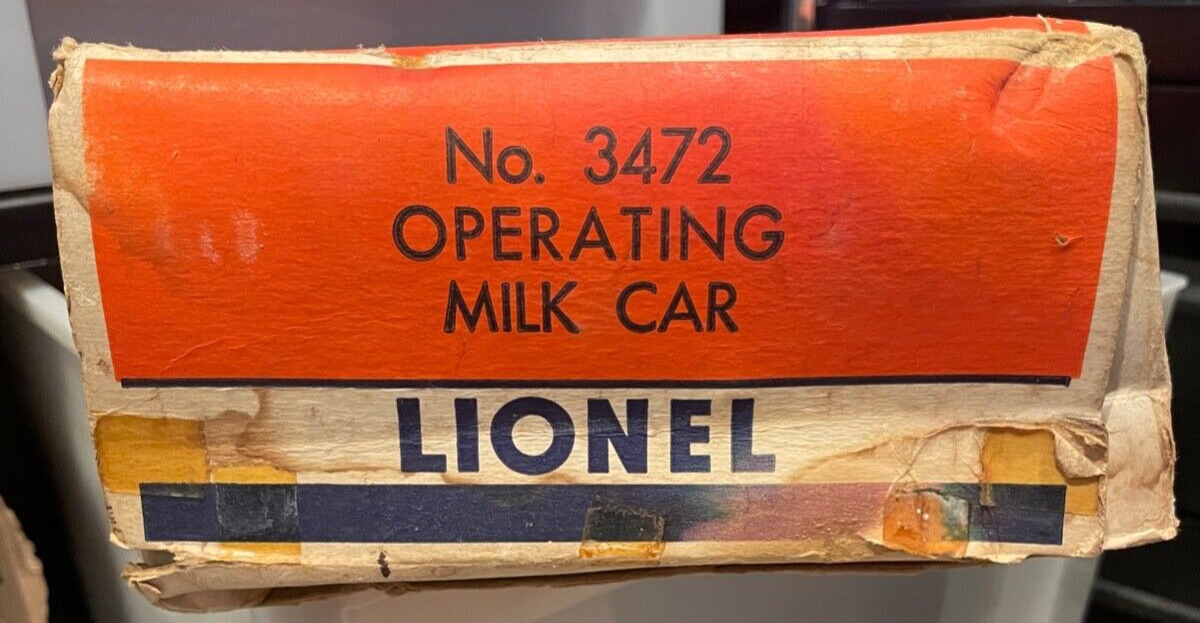 No. 3472
OPERATING
MILK CAR
LIONEL